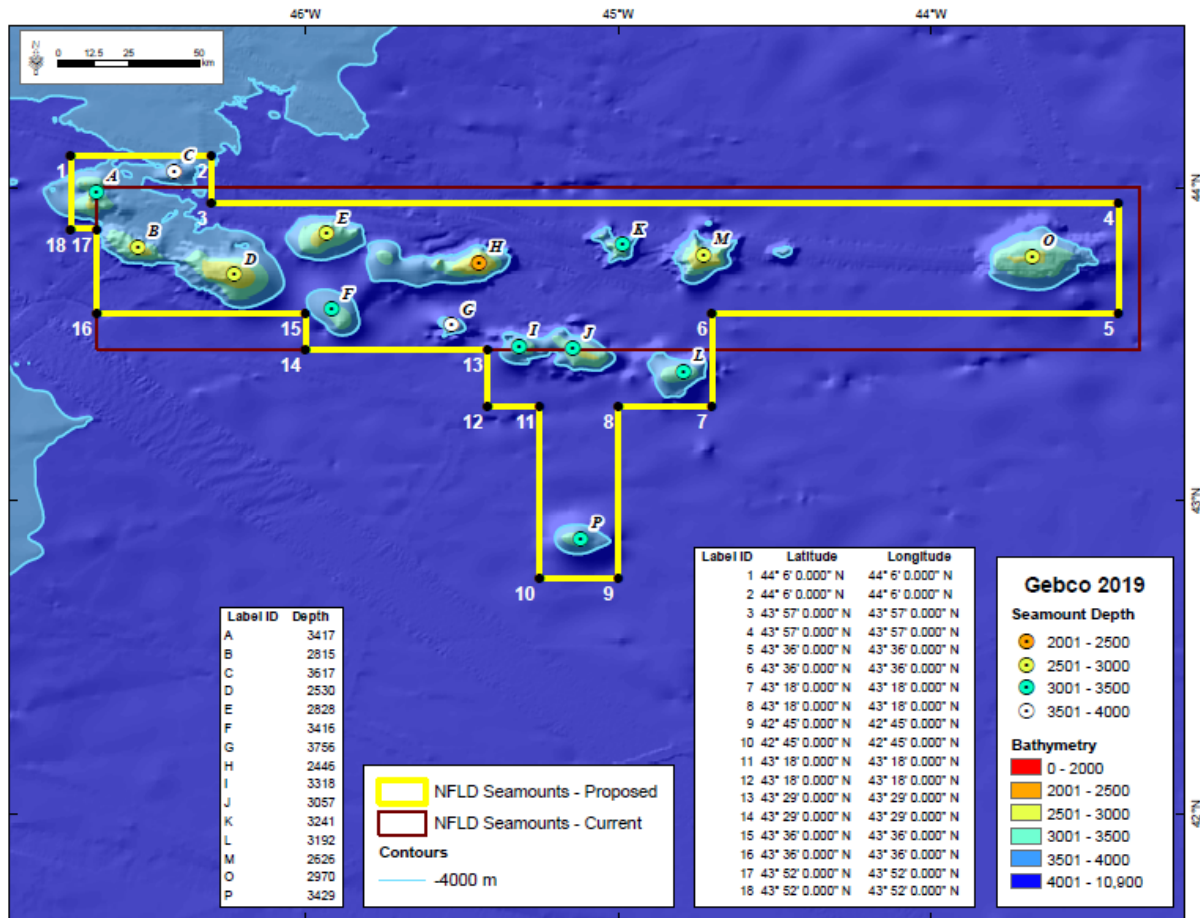 46°W 45°W 44°W
N
0 12.5 25 50
km
C
1 2
A
44°N
3 4
18 17
E
B K
M
H O
D
F
G
16 15 6 5
I J
14 13
L
12 11 8 7
43°N
P
10 9
Label ID Depth
A 3417
B 2815
C 3617
D 2530
E 2828
F 3416
G 3756
H 2446
I 3318
J 3057
K 3241
L 3192
M 2626
O 2970
P 3429
NFLD Seamounts - Proposed
NFLD Seamounts - Current
Contours
-4000 m
Label ID Latitude Longitude
1 44° 6' 0.000" N 44° 6' 0.000" N
2 44° 6' 0.000" N 44° 6' 0.000" N
3 43° 57' 0.000" N 43° 57' 0.000" N
4 43° 57' 0.000" N 43° 57' 0.000" N
5 43° 36' 0.000" N 43° 36' 0.000" N
6 43° 36' 0.000" N 43° 36' 0.000" N
7 43° 18' 0.000" N 43° 18' 0.000" N
8 43° 18' 0.000" N 43° 18' 0.000" N
9 42° 45' 0.000" N 42° 45' 0.000" N
10 42° 45' 0.000" N 42° 45' 0.000" N
11 43° 18' 0.000" N 43° 18' 0.000" N
12 43° 18' 0.000" N 43° 18' 0.000" N
13 43° 29' 0.000" N 43° 29' 0.000" N
14 43° 29' 0.000" N 43° 29' 0.000" N
15 43° 36' 0.000" N 43° 36' 0.000" N
16 43° 36' 0.000" N 43° 36' 0.000" N
17 43° 52' 0.000" N 43° 52' 0.000" N
18 43° 52' 0.000" N 43° 52' 0.000" N
Gebco 2019
Seamount Depth
2001 - 2500
2501 - 3000
3001 - 3500
3501 - 4000
Bathymetry
0 - 2000
2001 - 2500
2501 - 3000
3001 - 3500
3501 - 4000
4001 - 10,900
42°N